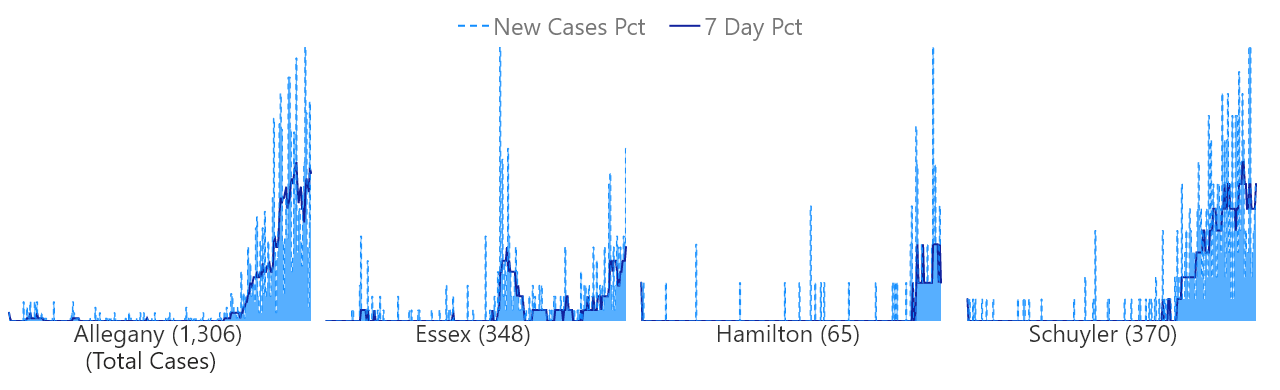 New Cases Pct 7 Day Pct
Allegany (1,306) Essex (348) Hamilton (65) Schuyler (370)
(Total Cases)